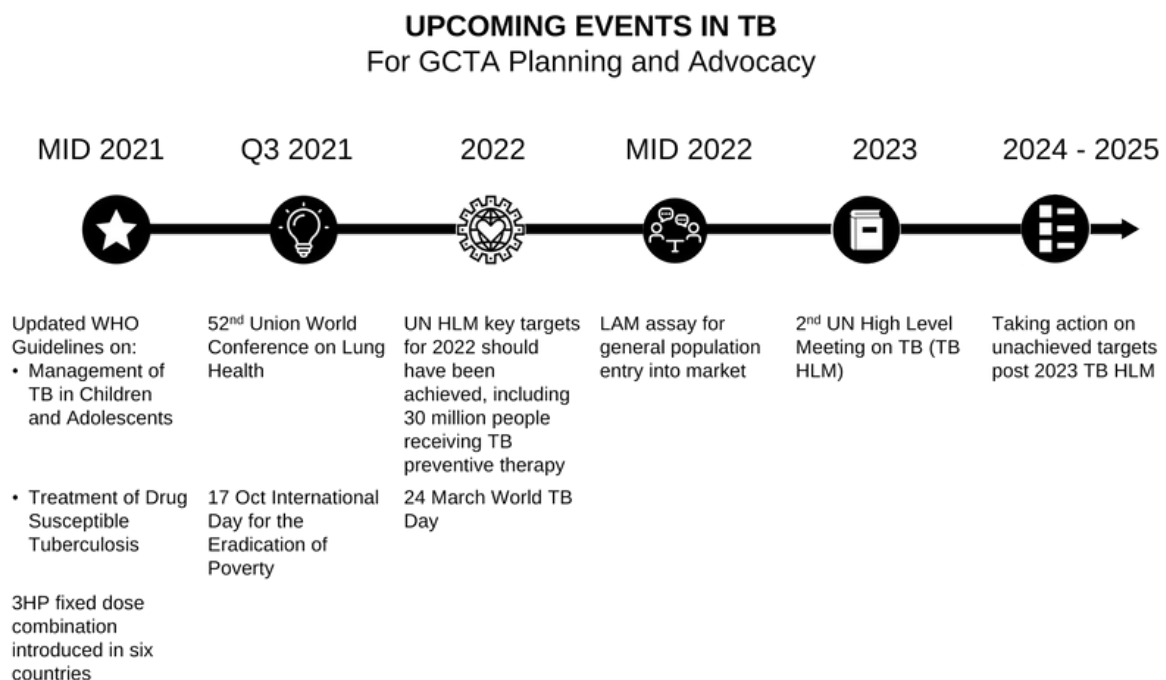 UPCOMING EVENTS IN TB
For GCTA Planning and Advocacy
MID 2021
Q3 2021
2022
MID 2022
2023
2024 - 2025
Updated WHO
Guidelines on:
• Management of
TB in Children
and Adolescents
• Treatment of Drug
Susceptible
Tuberculosis
3HP fixed dose
combination
introduced in six
countries
52nd Union World
Conference on Lung
Health
17 Oct International
Day for the
Eradication of
Poverty
UN HLM key targets
for 2022 should
have been
achieved, including
30 million people
receiving TB
preventive therapy
24 March World TB
Day
LAM assay for
general population
entry into market
2nd UN High Level
Meeting on TB (TB
HLM)
Taking action on
unachieved targets
post 2023 TB HLM